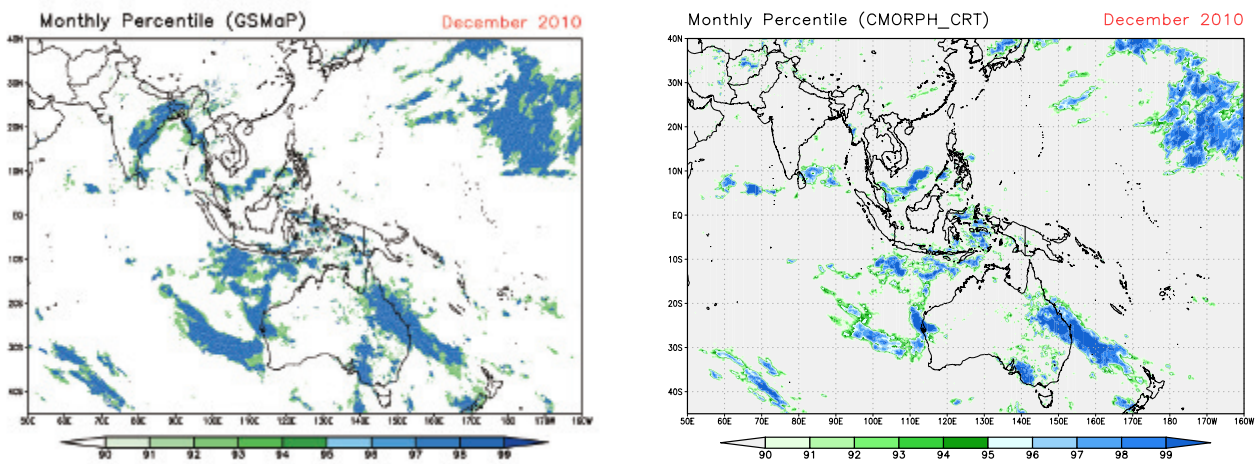 Monthly Percentile (GSMaP) December 2010
40N
30N
20N
10N
EQ
10S
20S
30S
40S
50E 60E 70E 80E 90E 100E 110E 120E 130E 140E 150E 160E 170E 180 170W 160W
90 91 92 93 94 95 96 97 98 99
Monthly Percentile (CMORPH_CRT) December 2010
40N
30N
20N
10N
EQ
10S
20S
30S
40S
50E 60E 70E 80E 90E 100E 110E 120E 130E 140E 150E 160E 170E 180 170W 160W
90 91 92 93 94 95 96 97 98 99